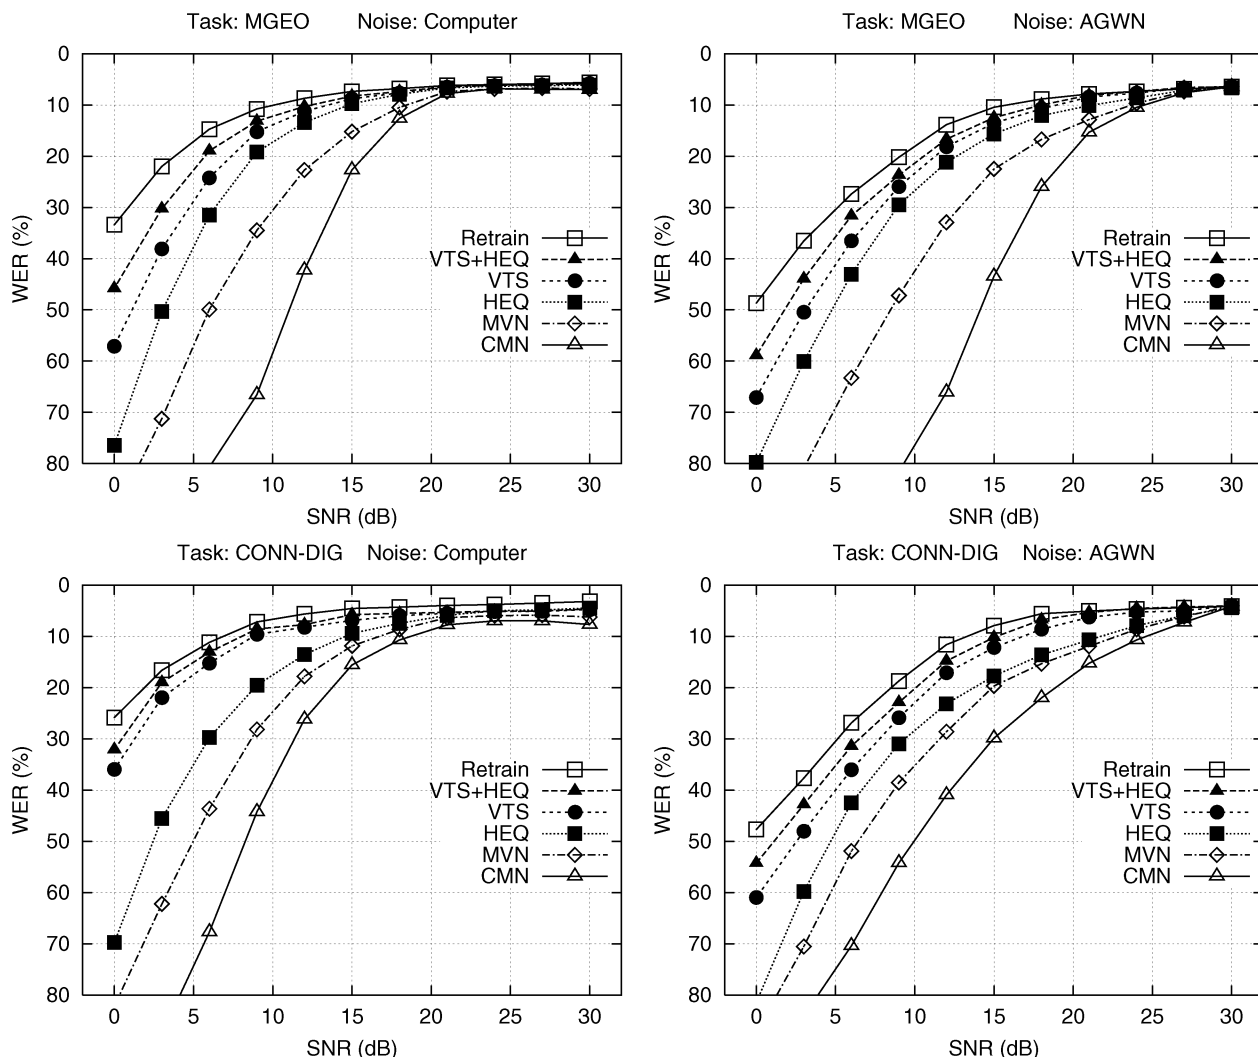 Task: MGEO Noise: Computer
0
10
20
30
40
50
60
70
80
WER (%)
Retrain
VTS+HEQ
VTS
HEQ
MVN
CMN
0 5 10 15 20 25 30
SNR (dB)
Task: MGEO Noise: AGWN
0
10
20
30
40
50
60
70
80
WER (%)
Retrain
VTS+HEQ
VTS
HEQ
MVN
CMN
0 5 10 15 20 25 30
SNR (dB)
Task: CONN-DIG Noise: Computer
0
10
20
30
40
50
60
70
80
WER (%)
Retrain
VTS+HEQ
VTS
HEQ
MVN
CMN
0 5 10 15 20 25 30
SNR (dB)
Task: CONN-DIG Noise: AGWN
0
10
20
30
40
50
60
70
80
WER (%)
Retrain
VTS+HEQ
VTS
HEQ
MVN
CMN
0 5 10 15 20 25 30
SNR (dB)